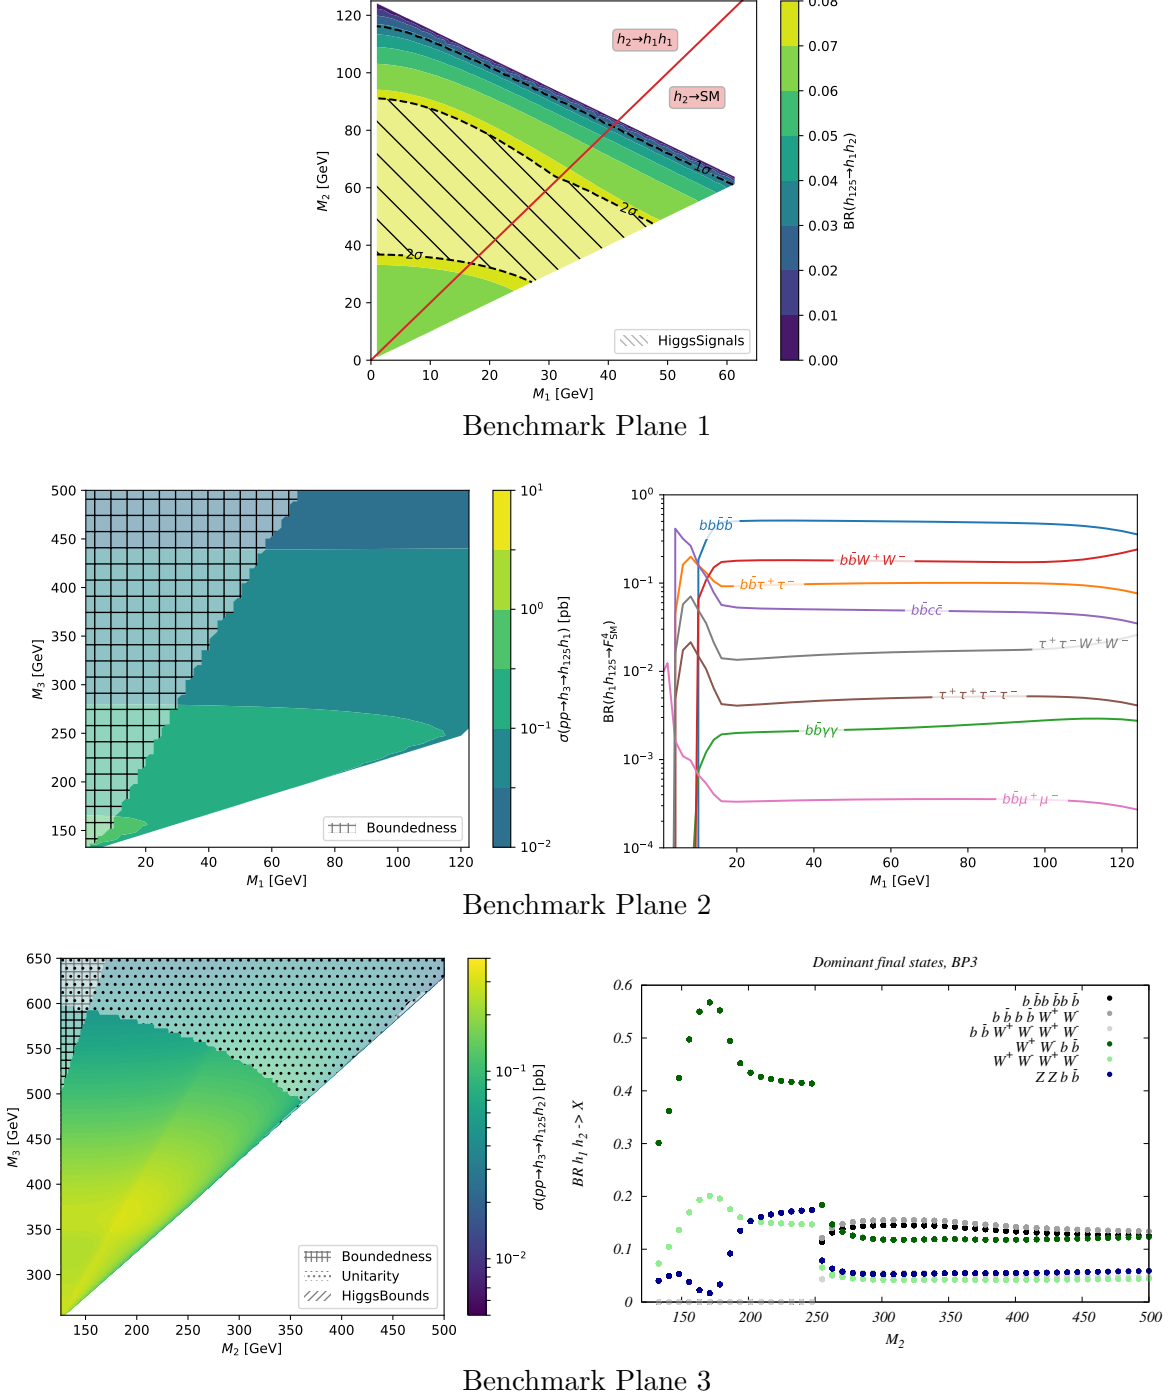 120
100
80
60
40
20
0
M₂ [GeV]
h₂→h₁h₁
h₂→SM
1σ
2σ
2σ
HiggsSignals
0 10 20 30 40 50 60
M₁ [GeV]
0.08
0.07
0.06
0.05
0.04
0.03
0.02
0.01
0.00
BR(h₁₂₅→h₁h₂)
Benchmark Plane 1
500
450
400
350
300
250
200
150
M₃ [GeV]
Boundedness
20 40 60 80 100 120
M₁ [GeV]
10¹
10⁰
10⁻¹
10⁻²
σ(pp→h₃→h₁₂₅h₁) [pb]
10⁰
10⁻¹
10⁻²
10⁻³
10⁻⁴
BR(h₁h₁₂₅→F⁴_SM)
bb̄bb̄
bb̄W⁺W⁻
bb̄τ⁺τ⁻
bb̄cc̄
τ⁺τ⁻W⁺W⁻
τ⁺τ⁺τ⁻τ⁻
bb̄γγ
bb̄μ⁺μ⁻
20 40 60 80 100 120
M₁ [GeV]
Benchmark Plane 2
650
600
550
500
450
400
350
300
M₃ [GeV]
Boundedness
Unitarity
HiggsBounds
150 200 250 300 350 400 450 500
M₂ [GeV]
10⁻¹
10⁻²
σ(pp→h₃→h₁₂₅h₂) [pb]
Dominant final states, BP3
0.6
0.5
0.4
0.3
0.2
0.1
0
BR h₁ h₂ -> X
b b̄b b̄b b̄
b b̄ b b̄ W⁺ W⁻
b b̄ W⁺ W⁻ W⁺ W⁻
W⁺ W⁻ b b̄
W⁺ W⁻ W⁺ W⁻
Z Z b b̄
150 200 250 300 350 400 450 500
M₂
Benchmark Plane 3